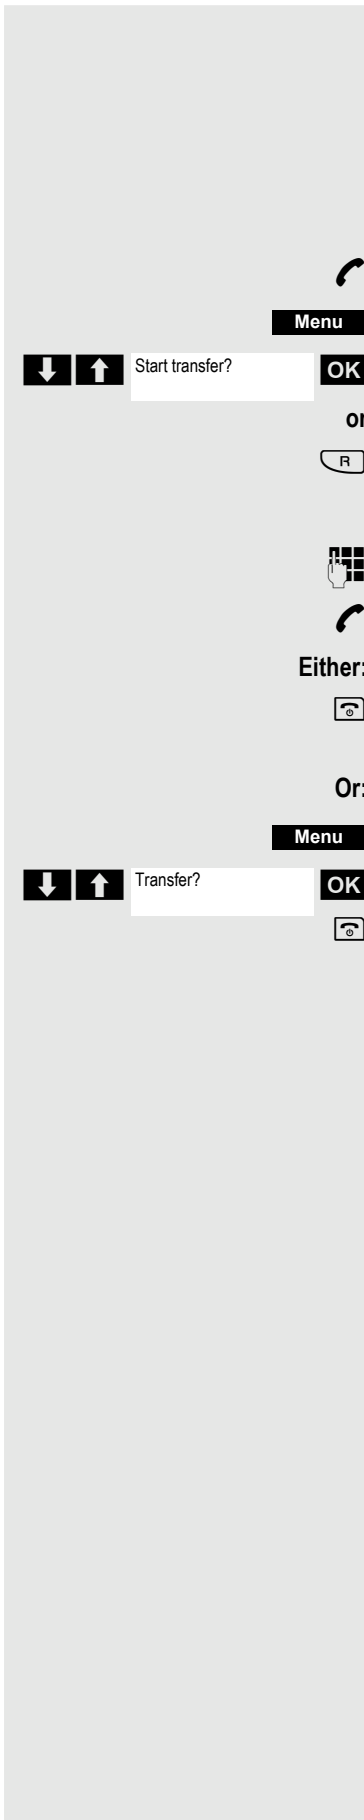 Menu
Start transfer? OK
or
R
Either:
Or:
Menu
Transfer? OK